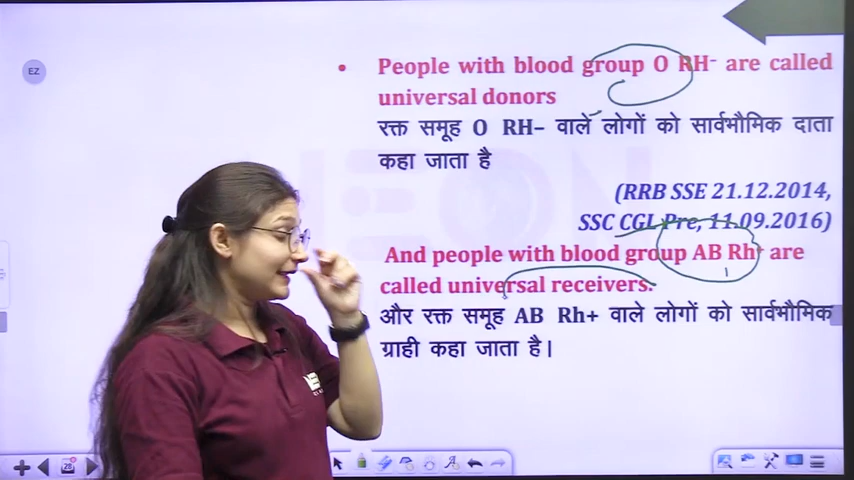 EZ
People with blood group O RH⁻ are called
universal donors
रक्त समूह O RH– वाले लोगों को सार्वभौमिक दाता
कहा जाता है
(RRB SSE 21.12.2014,
SSC CGL Pre, 11.09.2016)
And people with blood group AB Rh⁺ are
called universal receivers.
और रक्त समूह AB Rh+ वाले लोगों को सार्वभौमिक
ग्राही कहा जाता है।
28